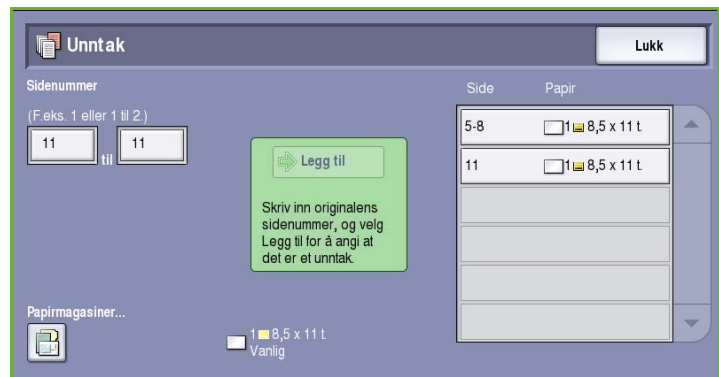 Unntak
Lukk
Sidenummer
(F.eks. 1 eller 1 til 2.)
11 til 11
Legg til
Skriv inn originalens
sidenummer, og velg
Legg til for å angi at
det er et unntak.
Side Papir
5-8 1 8,5 x 11 t.
11 1 8,5 x 11 t.
Papirmagasiner...
1 8,5 x 11 t.
Vanlig